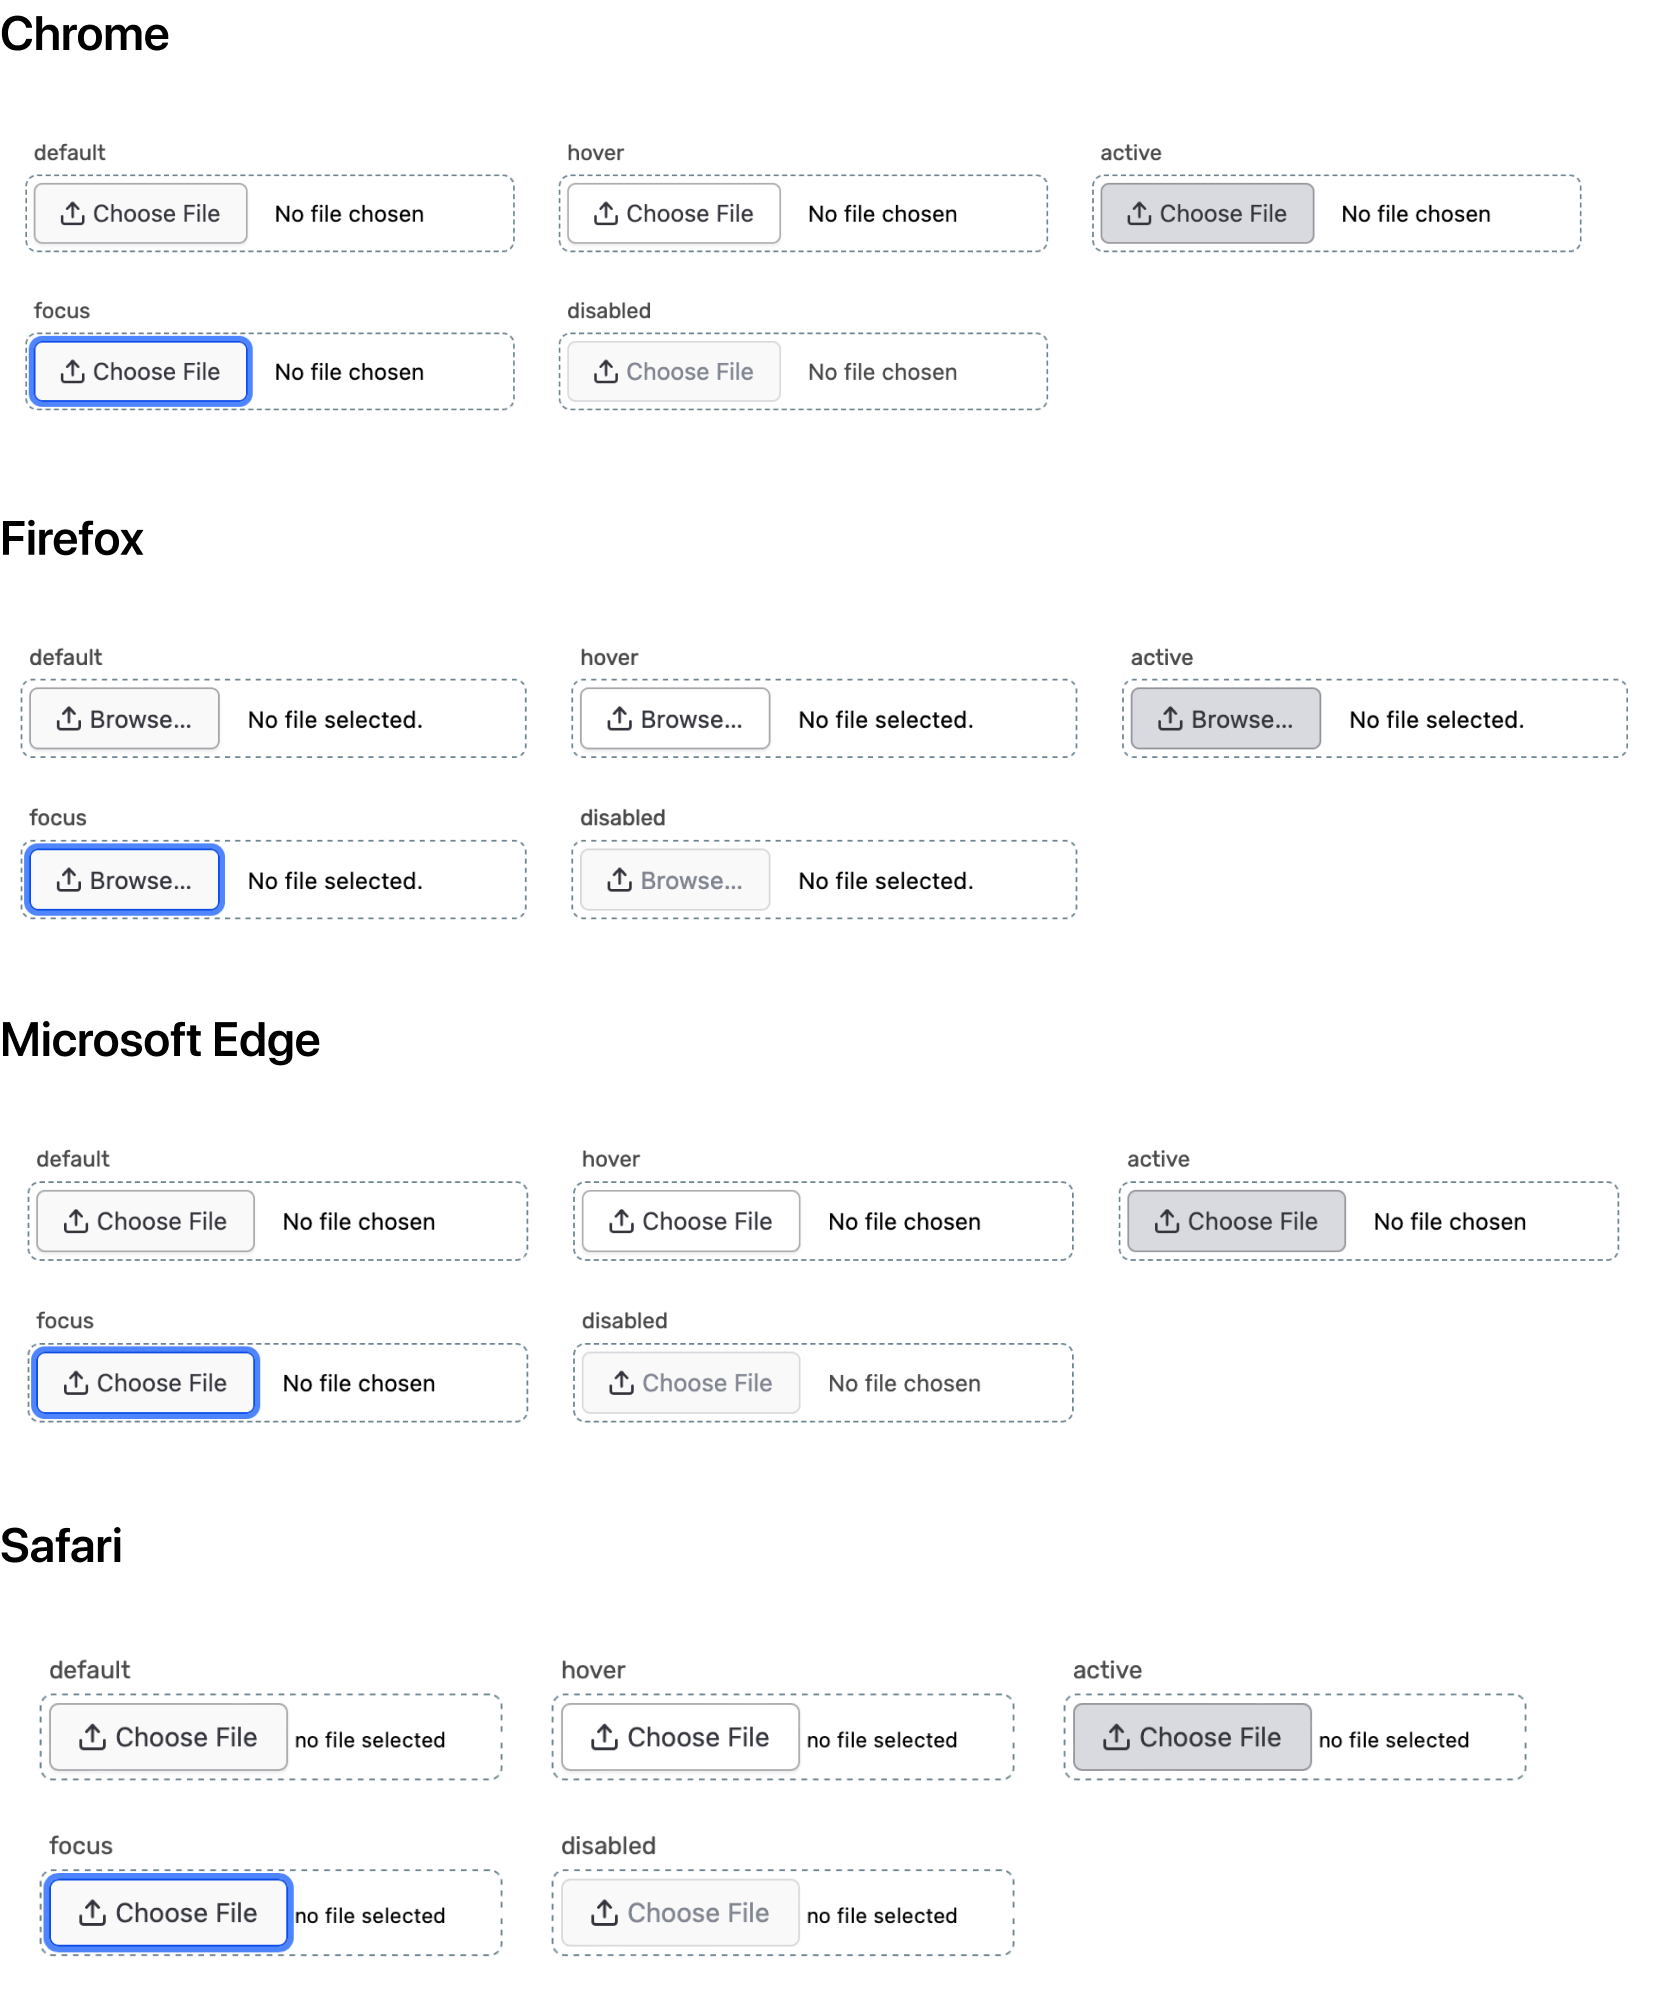 Chrome
default hover active
Choose File No file chosen Choose File No file chosen Choose File No file chosen
focus disabled
Choose File No file chosen Choose File No file chosen
Firefox
default hover active
Browse... No file selected. Browse... No file selected. Browse... No file selected.
focus disabled
Browse... No file selected. Browse... No file selected.
Microsoft Edge
default hover active
Choose File No file chosen Choose File No file chosen Choose File No file chosen
focus disabled
Choose File No file chosen Choose File No file chosen
Safari
default hover active
Choose File no file selected Choose File no file selected Choose File no file selected
focus disabled
Choose File no file selected Choose File no file selected